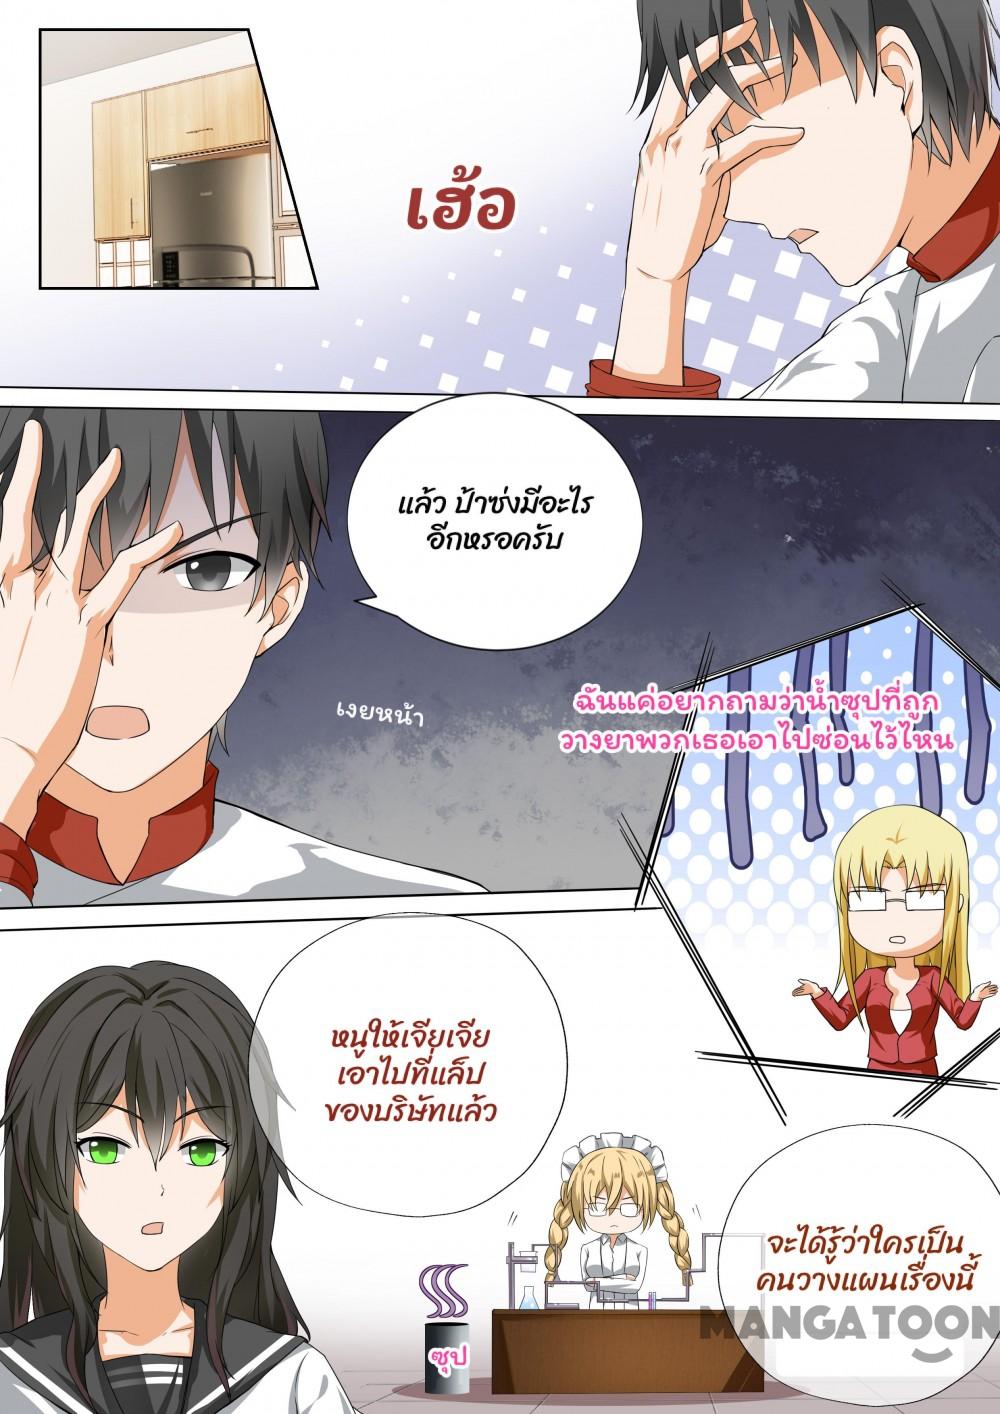 เฮ้อ
แล้ว ป้าซ่งมีอะไร
อีกหรอครับ
เงยหน้า
ฉันแค่อยากถามว่าน้ำซุปที่ถูก
วางยาพวกเธอเอาไปซ่อนไว้ไหน
หนูให้เจียเจีย
เอาไปที่แล็ป
ของบริษัทแล้ว
จะได้รู้ว่าใครเป็น
คนวางแผนเรื่องนี้
ซุป
MANGATOON